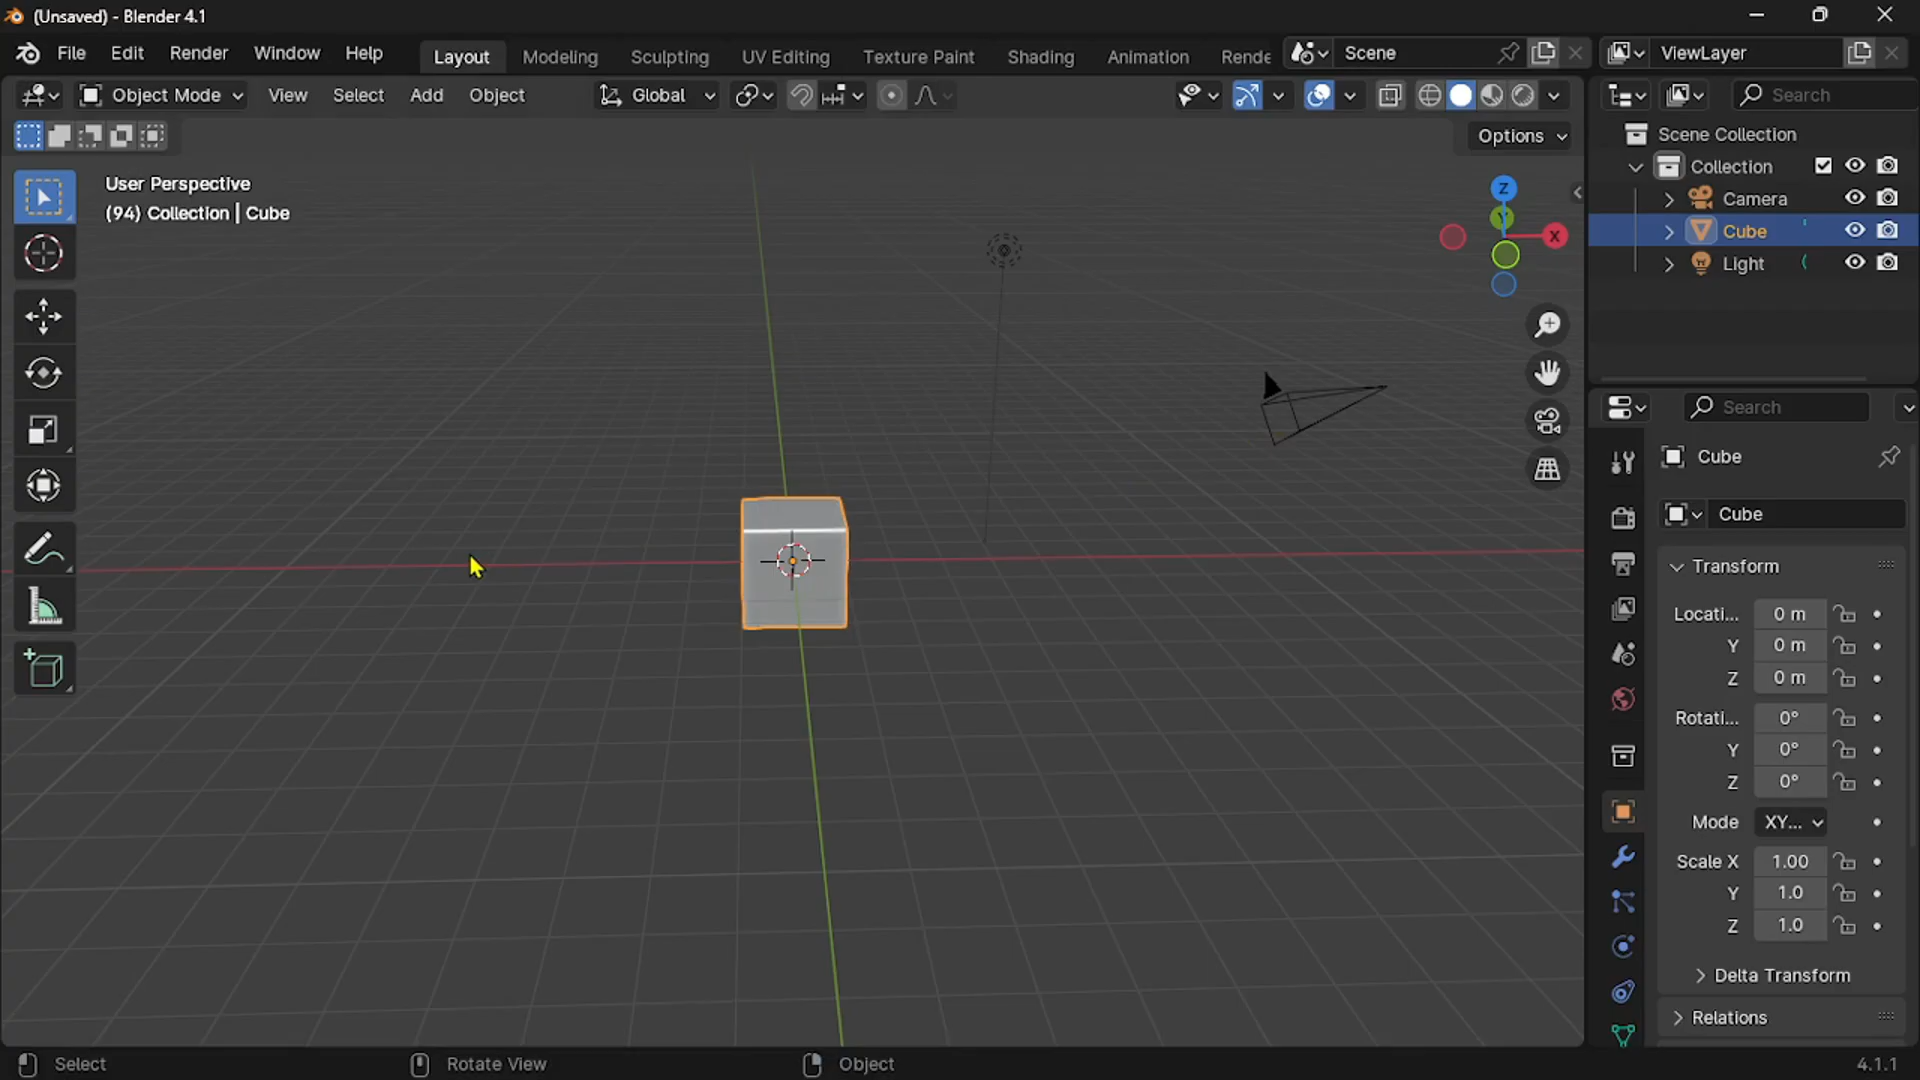 (Unsaved) - Blender 4.1
File Edit Render Window Help Layout Modeling Sculpting UV Editing Texture Paint Shading Animation Rende Scene ViewLayer
Object Mode View Select Add Object Global Search
Options
User Perspective
(94) Collection | Cube
Z
Y
X
Scene Collection
Collection
Camera
Cube
Light
Search
Cube
Cube
Transform
Locati... 0 m
Y 0 m
Z 0 m
Rotati... 0°
Y 0°
Z 0°
Mode XY...
Scale X 1.00
Y 1.0
Z 1.0
Delta Transform
Relations
Select Rotate View Object 4.1.1